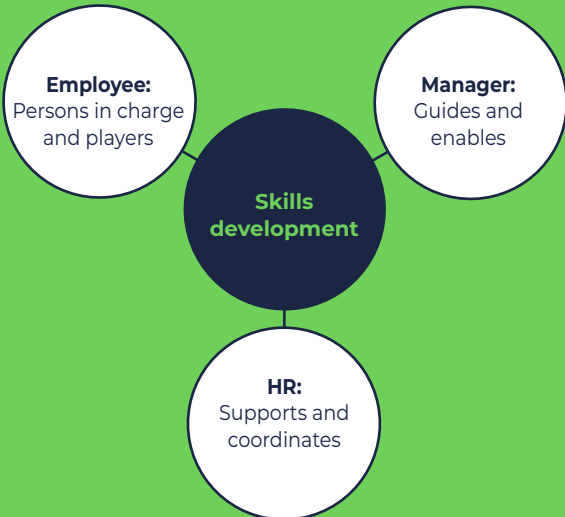 Employee:
Persons in charge
and players
Manager:
Guides and
enables
Skills
development
HR:
Supports and
coordinates